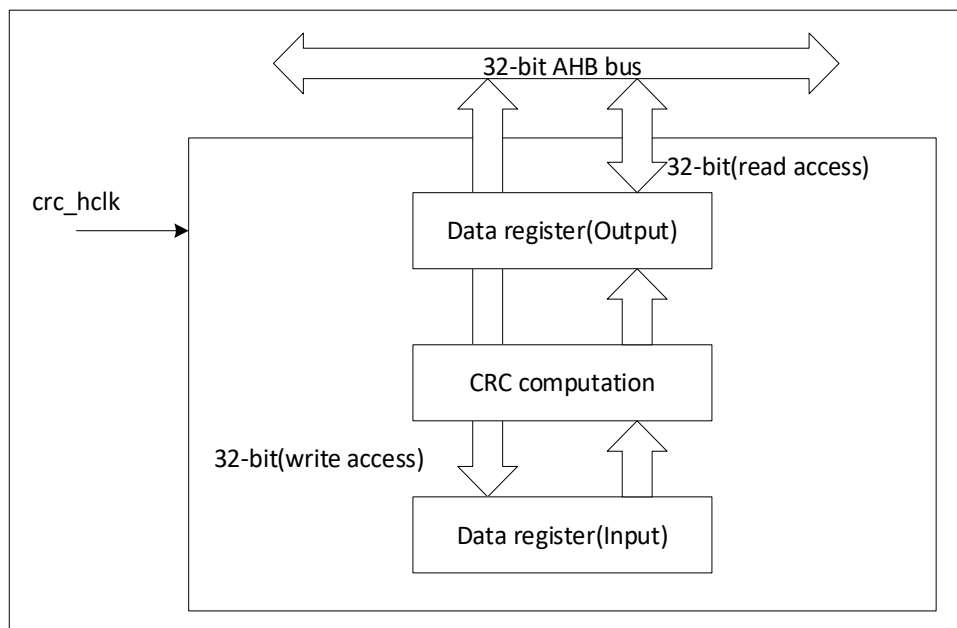 32-bit AHB bus
32-bit(read access)
crc_hclk
Data register(Output)
CRC computation
32-bit(write access)
Data register(Input)